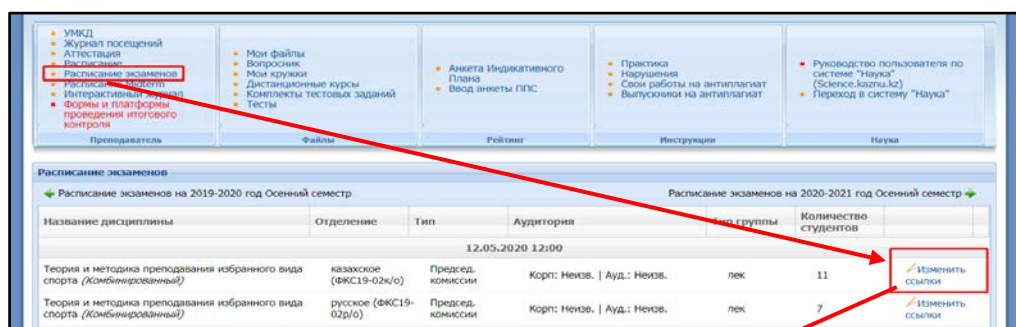 УМКД
Журнал посещений
Аттестация
Расписание
Расписание экзаменов
Расписание Midterm
Интерактивный журнал
Формы и платформы
проведения итогового
контроля
Преподаватель
Мои файлы
Вопросник
Мои кружки
Дистанционные курсы
Комплекты тестовых заданий
Тесты
Файлы
Анкета Индикативного
Плана
Ввод анкеты ППС
Рейтинг
Практика
Нарушения
Свои работы на антиплагиат
Выпускники на антиплагиат
Инструкции
Руководство пользователя по
системе "Наука"
(Science.kaznu.kz)
Переход в систему "Наука"
Наука
Расписание экзаменов
Расписание экзаменов на 2019-2020 год Осенний семестр
Расписание экзаменов на 2020-2021 год Осенний семестр
Название дисциплины Отделение Тип Аудитория Тип группы Количество студентов
12.05.2020 12:00
Теория и методика преподавания избранного вида спорта (Комбинированный) казахское (ФКС19-02к/о) Председ. комиссии Корп: Неизв. | Ауд.: Неизв. лек 11 Изменить ссылки
Теория и методика преподавания избранного вида спорта (Комбинированный) русское (ФКС19-02р/о) Председ. комиссии Корп: Неизв. | Ауд.: Неизв. лек 7 Изменить ссылки